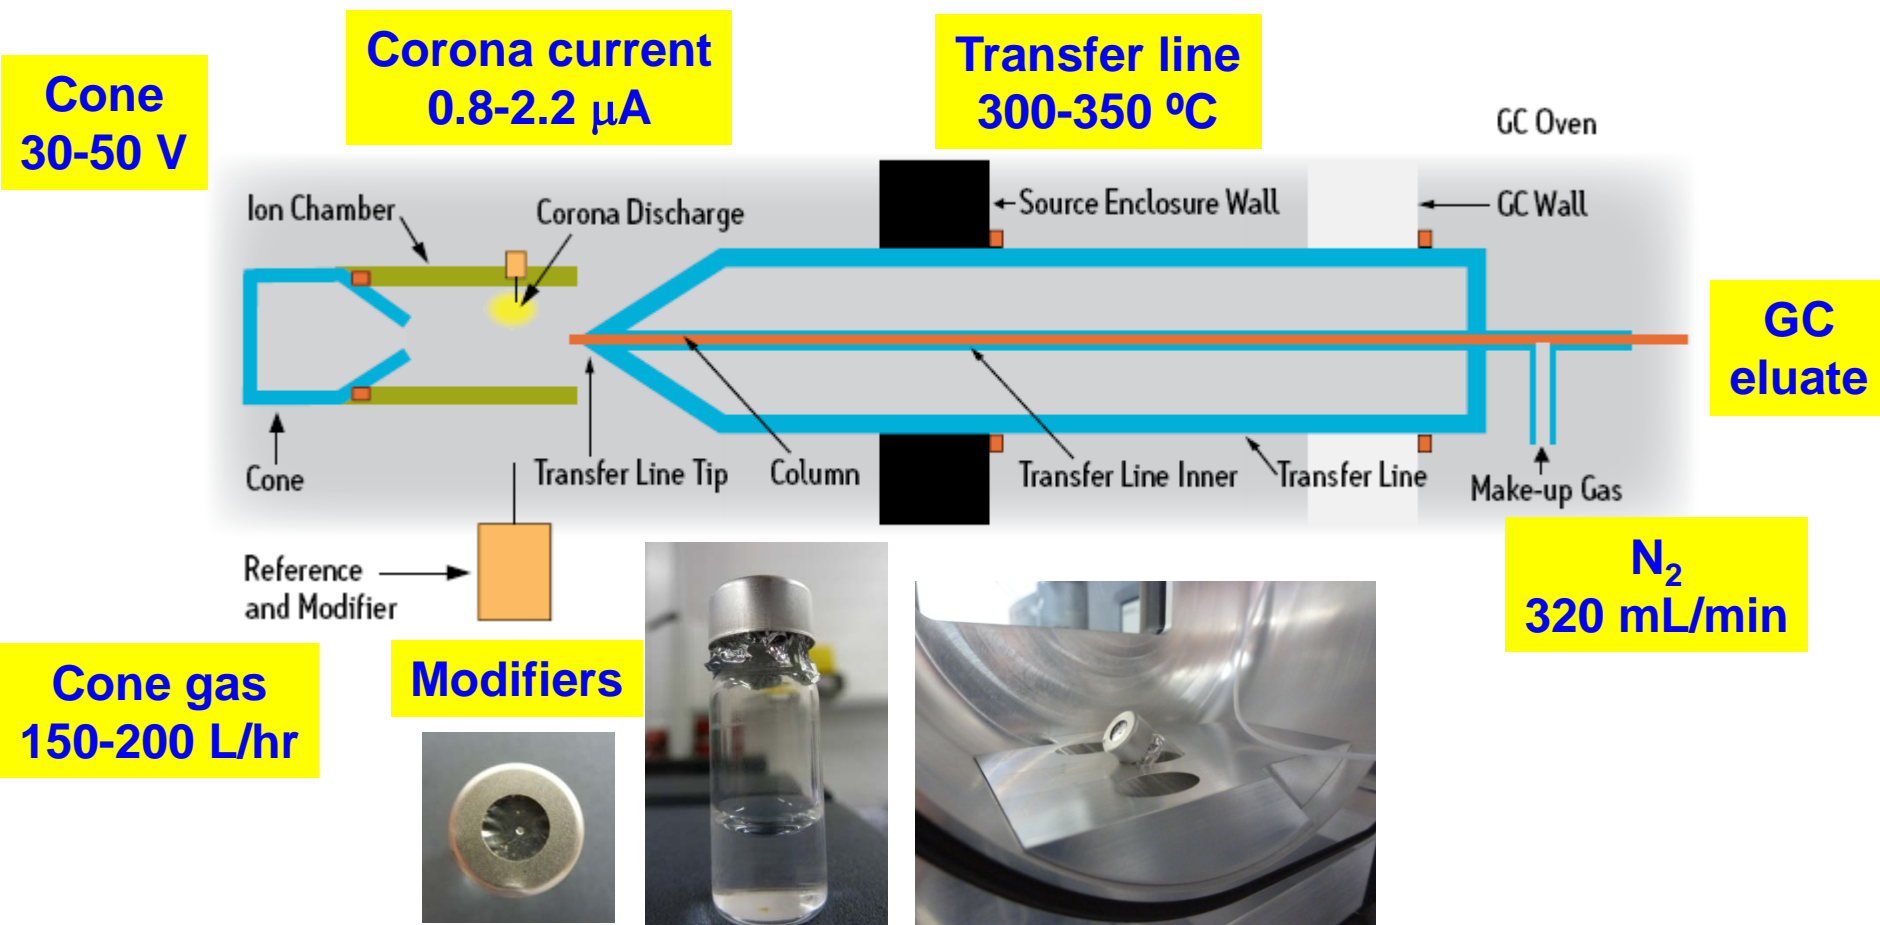 Corona current
0.8-2.2 μA
Transfer line
300-350 ºC
Cone
30-50 V
GC Oven
Ion Chamber
Corona Discharge
Source Enclosure Wall
GC Wall
GC
eluate
Cone
Transfer Line Tip
Column
Transfer Line Inner
Transfer Line
Make-up Gas
N₂
320 mL/min
Reference
and Modifier
Modifiers
Cone gas
150-200 L/hr